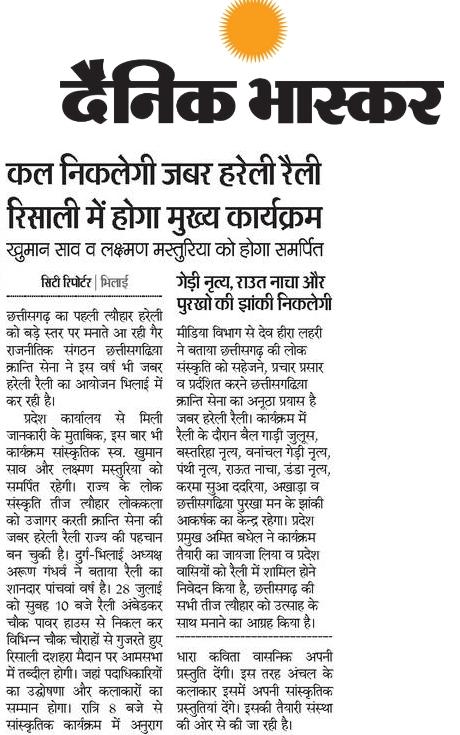 दैनिक भास्कर
कल निकलेगी जबर हरेली रैली
रिसाली में होगा मुख्य कार्यक्रम
खुमान साव व लक्ष्मण मस्तुरिया को होगा समर्पित
सिटी रिपोर्टर | भिलाई
छत्तीसगढ़ का पहली त्यौहार हरेली
को बड़े स्तर पर मनाते आ रही गैर
राजनीतिक संगठन छत्तीसगढिया
क्रान्ति सेना ने इस वर्ष भी जबर
हरेली रैली का आयोजन भिलाई में
कर रही है।
प्रदेश कार्यालय से मिली
जानकारी के मुताबिक, इस बार भी
कार्यक्रम सांस्कृतिक स्व. खुमान
साव और लक्ष्मण मस्तुरिया को
समर्पित रहेगी। राज्य के लोक
संस्कृति तीज त्यौहार लोककला
को उजागर करती क्रान्ति सेना की
जबर हरेली रैली राज्य की पहचान
बन चुकी है। दुर्ग-भिलाई अध्यक्ष
अरूण गंधर्व ने बताया रैली का
शानदार पांचवां वर्ष है। 28 जुलाई
को सुबह 10 बजे रैली अंबेडकर
चौक पावर हाउस से निकल कर
विभिन्न चौक चौराहों से गुजरते हुए
रिसाली दशहरा मैदान पर आमसभा
में तब्दील होगी। जहां पदाधिकारियों
का उद्घोषणा और कलाकारों का
सम्मान होगा। रात्रि 8 बजे से
सांस्कृतिक कार्यक्रम में अनुराग
गेड़ी नृत्य, राउत नाचा और
पुरखो की झांकी निकलेगी
मीडिया विभाग से देव हीरा लहरी
ने बताया छत्तीसगढ़ की लोक
संस्कृति को सहेजने, प्रचार प्रसार
व प्रर्दशित करने छत्तीसगढिया
क्रान्ति सेना का अनूठा प्रयास है
जबर हरेली रैली। कार्यक्रम में
रैली के दौरान बैल गाड़ी जुलूस,
बस्तरिहा नृत्य, वनांचल गेड़ी नृत्य,
पंथी नृत्य, राऊत नाचा, डंडा नृत्य,
करमा सुआ ददरिया, अखाड़ा व
छत्तीसगढिया पुरखा मन के झांकी
आकर्षक का केन्द्र रहेगा। प्रदेश
प्रमुख अमित बघेल ने कार्यक्रम
तैयारी का जायजा लिया व प्रदेश
वासियों को रैली में शामिल होने
निवेदन किया है, छत्तीसगढ़ की
सभी तीज त्यौहार को उत्साह के
साथ मनाने का आग्रह किया है।
धारा कविता वासनिक अपनी
प्रस्तुति देंगी। इस तरह अंचल के
कलाकार इसमें अपनी सांस्कृतिक
प्रस्तुतियां देंगे। इसकी तैयारी संस्था
की ओर से की जा रही है।